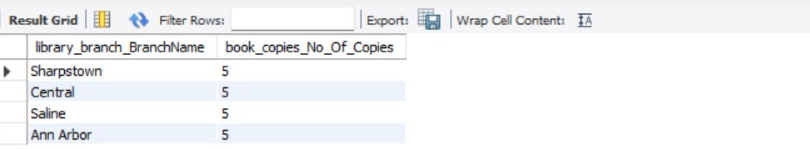 Result Grid Filter Rows: Export: Wrap Cell Content: IA
library_branch_BranchName book_copies_No_Of_Copies
Sharpstown 5
Central 5
Saline 5
Ann Arbor 5